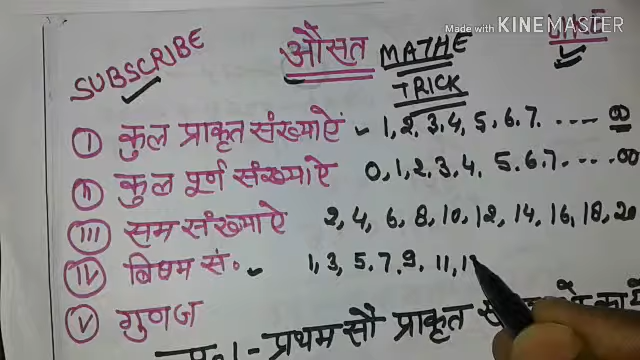 Made with KINEMASTER
SUBSCRIBE औसत MATHE TRICK
(I) कुल प्राकृत संख्याएें - 1, 2, 3, 4, 5, 6, 7. ---- ∞
(II) कुल पूर्ण संख्याऐ 0, 1, 2, 3, 4, 5, 6, 7 ---- ∞
(III) सम संख्याऐ 2, 4, 6, 8, 10, 12, 14, 16, 18, 20
(IV) बिषम सं० 1, 3, 5, 7, 9, 11, 1
(V) गुणज
प्र०1- प्रथम सौ प्राकृत